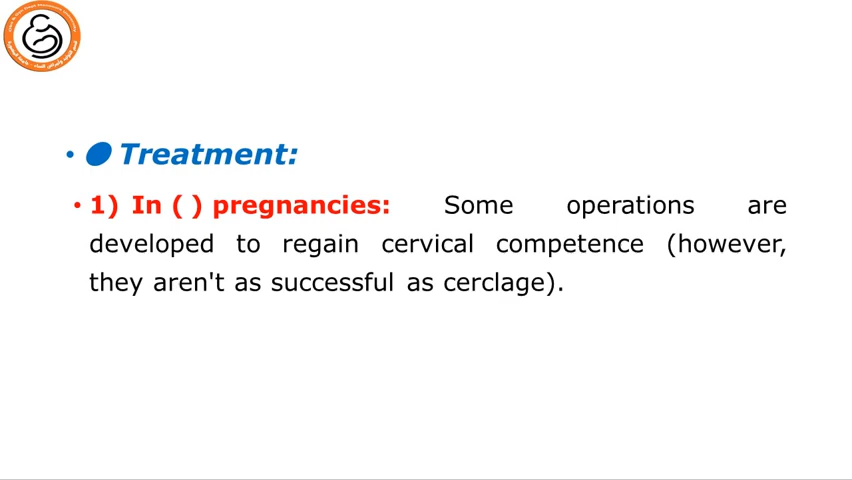 • ● Treatment:
• 1) In ( ) pregnancies: Some operations are
developed to regain cervical competence (however,
they aren't as successful as cerclage).